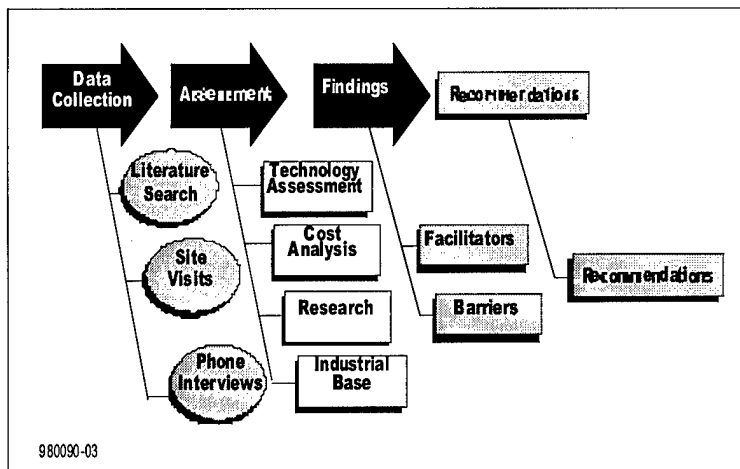 Data
Collection
Assessment
Findings
Recommendations
Literature
Search
Site
Visits
Phone
Interviews
Technology
Assessment
Cost
Analysis
Research
Industrial
Base
Facilitators
Barriers
Recommendations
980090-03